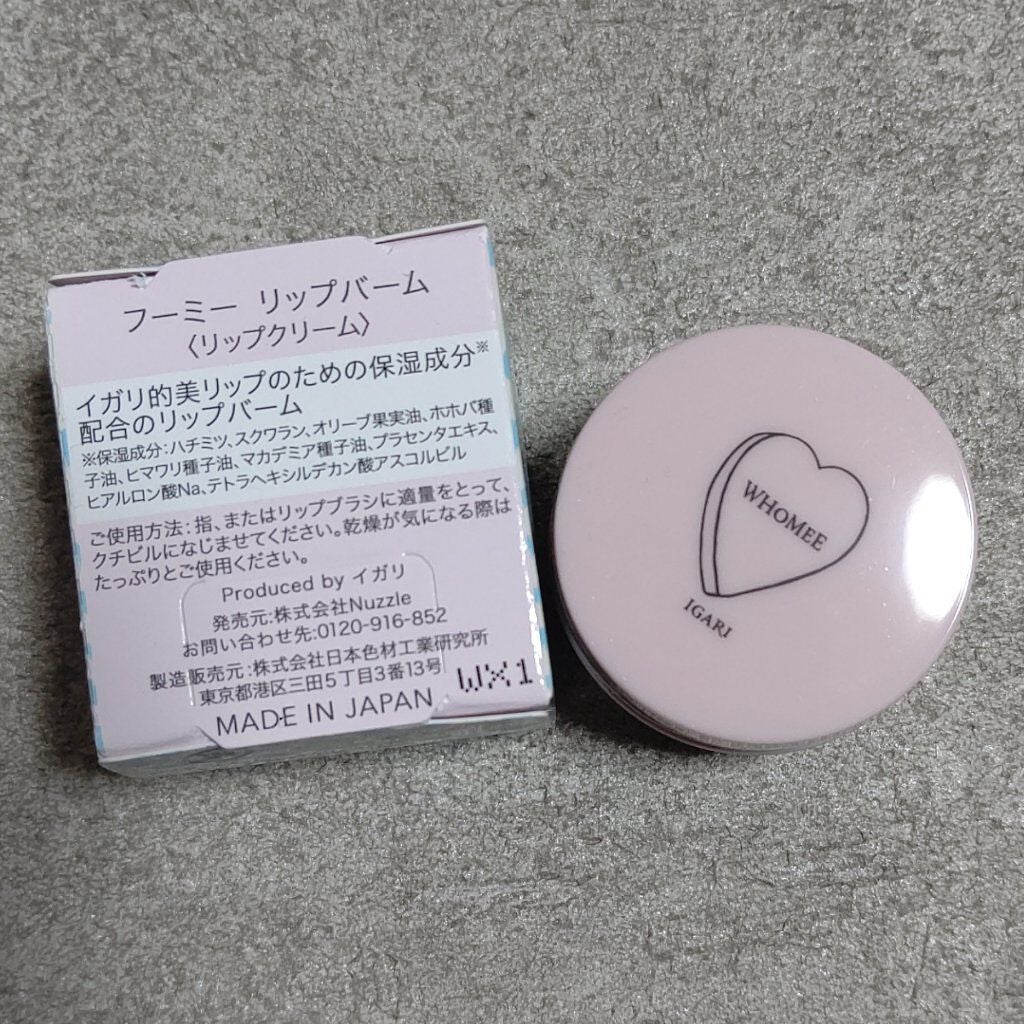 フーミー リップバーム
〈リップクリーム〉
イガリ的美リップのための保湿成分※
配合のリップバーム
※保湿成分:ハチミツ、スクワラン、オリーブ果実油、ホホバ種
子油、ヒマワリ種子油、マカデミア種子油、プラセンタエキス、
ヒアルロン酸Na、テトラヘキシルデカン酸アスコルビル
ご使用方法:指、またはリップブラシに適量をとって、
クチビルになじませてください。乾燥が気になる際は
たっぷりとご使用ください。
Produced by イガリ
発売元:株式会社Nuzzle
お問い合わせ先:0120-916-852
製造販売元:株式会社日本色材工業研究所
東京都港区三田5丁目3番13号
MADE IN JAPAN
WX1
WHOMEE
IGARI